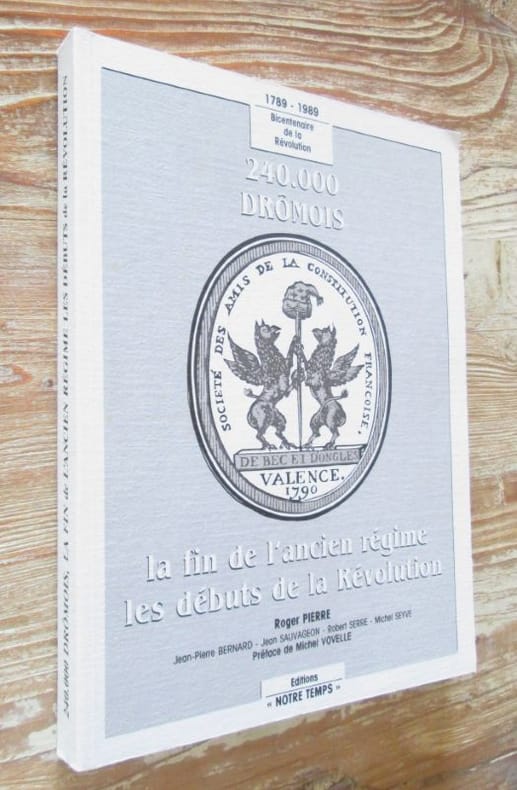 240.000 DRÔMOIS, LA FIN de L'ANCIEN RÉGIME LES DÉBUTS de la RÉVOLUTION
1789 - 1989
Bicentenaire
de la
Révolution
240.000
DRÔMOIS
SOCIETÉ DES AMIS DE LA CONSTITUTION FRANCOISE,
DE BEC ET D'ONGLES
VALENCE.
1790
la fin de l'ancien régime
les débuts de la Révolution
Roger PIERRE
Jean-Pierre BERNARD - Jean SAUVAGEON - Robert SERRE - Michel SEYVE
Préface de Michel VOVELLE
Editions
« NOTRE TEMPS »